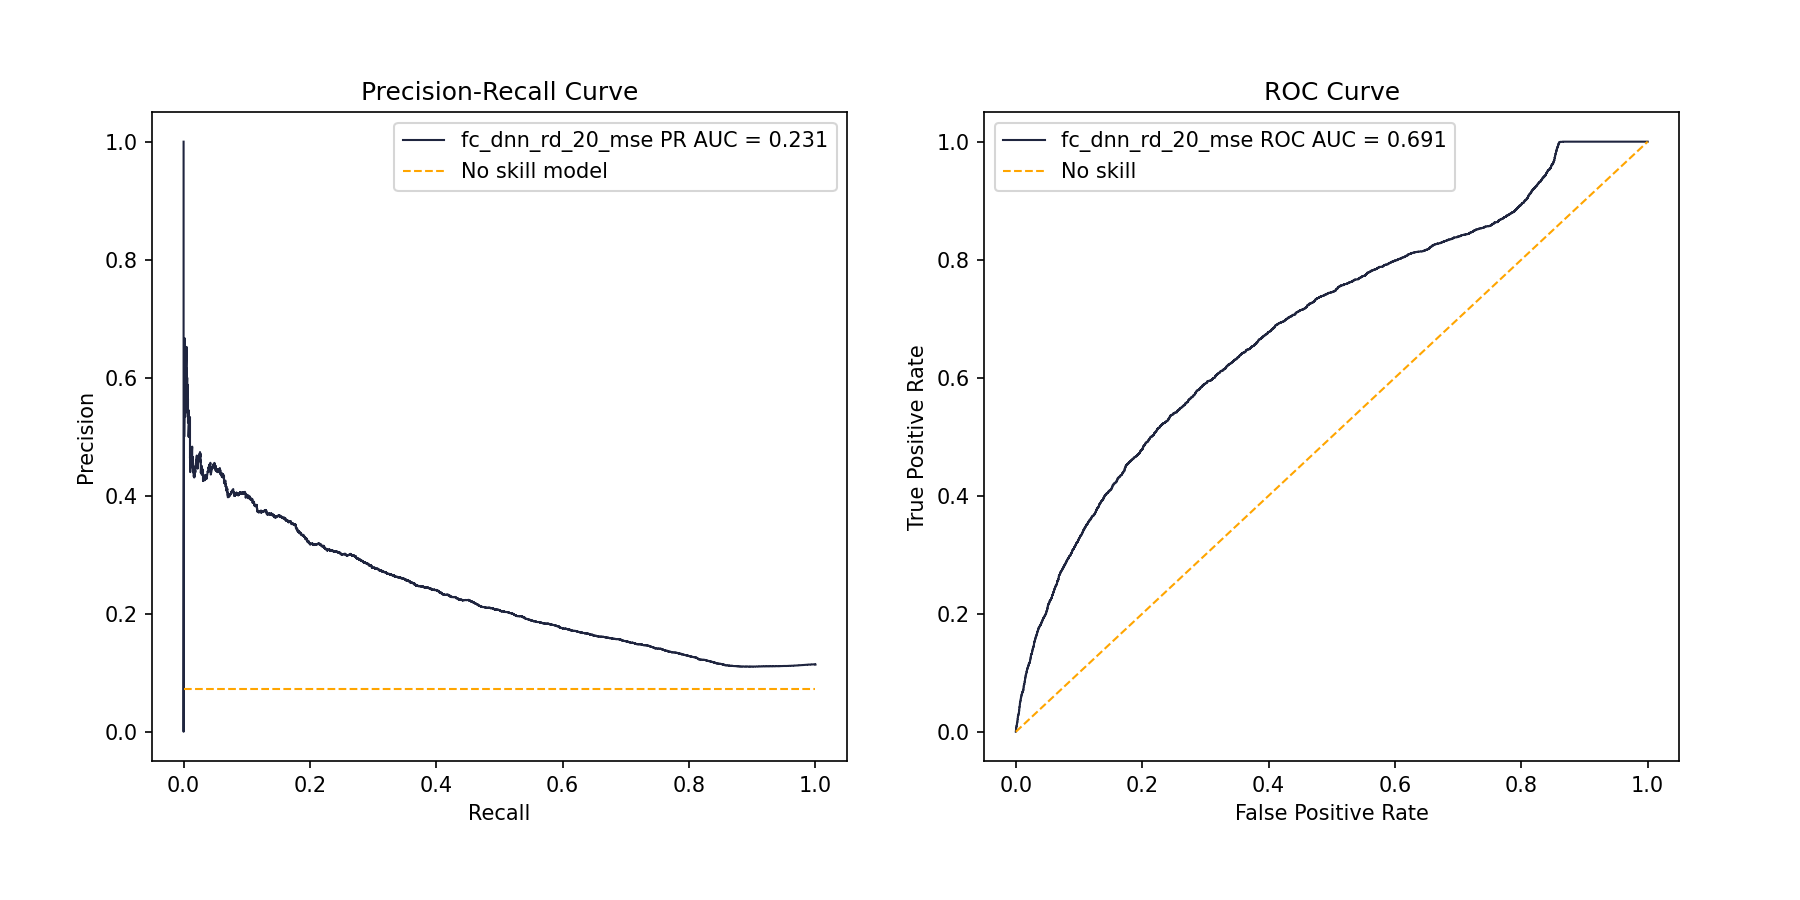 Precision-Recall Curve
fc_dnn_rd_20_mse PR AUC = 0.231
No skill model
1.0
0.8
0.6
0.4
0.2
0.0
Precision
0.0 0.2 0.4 0.6 0.8 1.0
Recall
ROC Curve
fc_dnn_rd_20_mse ROC AUC = 0.691
No skill
1.0
0.8
0.6
0.4
0.2
0.0
True Positive Rate
0.0 0.2 0.4 0.6 0.8 1.0
False Positive Rate